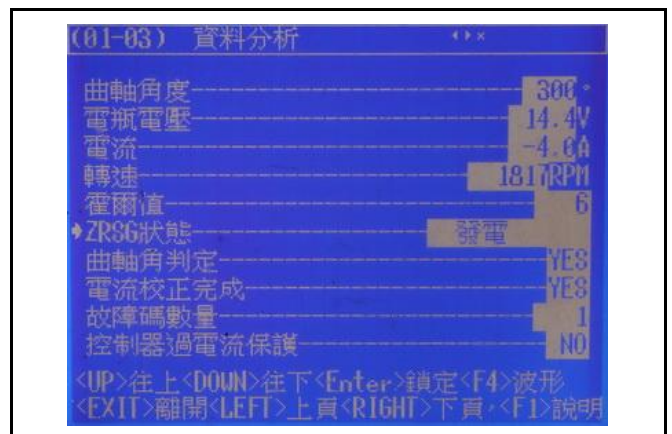 (01-03) 資料分析
曲軸角度 300°
電瓶電壓 14.4V
電流 -4.0A
轉速 1817RPM
霍爾值 6
ZRSG狀態 發電
曲軸角判定 YES
電流校正完成 YES
故障碼數量 1
控制器過電流保護 NO
<UP>往上<DOWN>往下<Enter>鎖定<F4>波形
<EXIT>離開<LEFT>上頁<RIGHT>下頁,<F1>說明